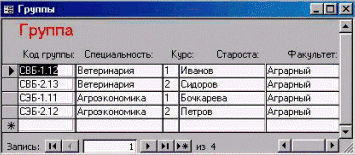 Группы
Группа
Код группы: Специальность: Курс: Староста: Факультет:
СВБ-1.12 Ветеринария 1 Иванов Аграрный
СВБ-2.13 Ветеринария 2 Сидоров Аграрный
СЭБ-1.11 Агроэкономика 1 Бочкарева Аграрный
СЭБ-2.12 Агроэкономика 2 Петров Аграрный
Запись: 1 из 4